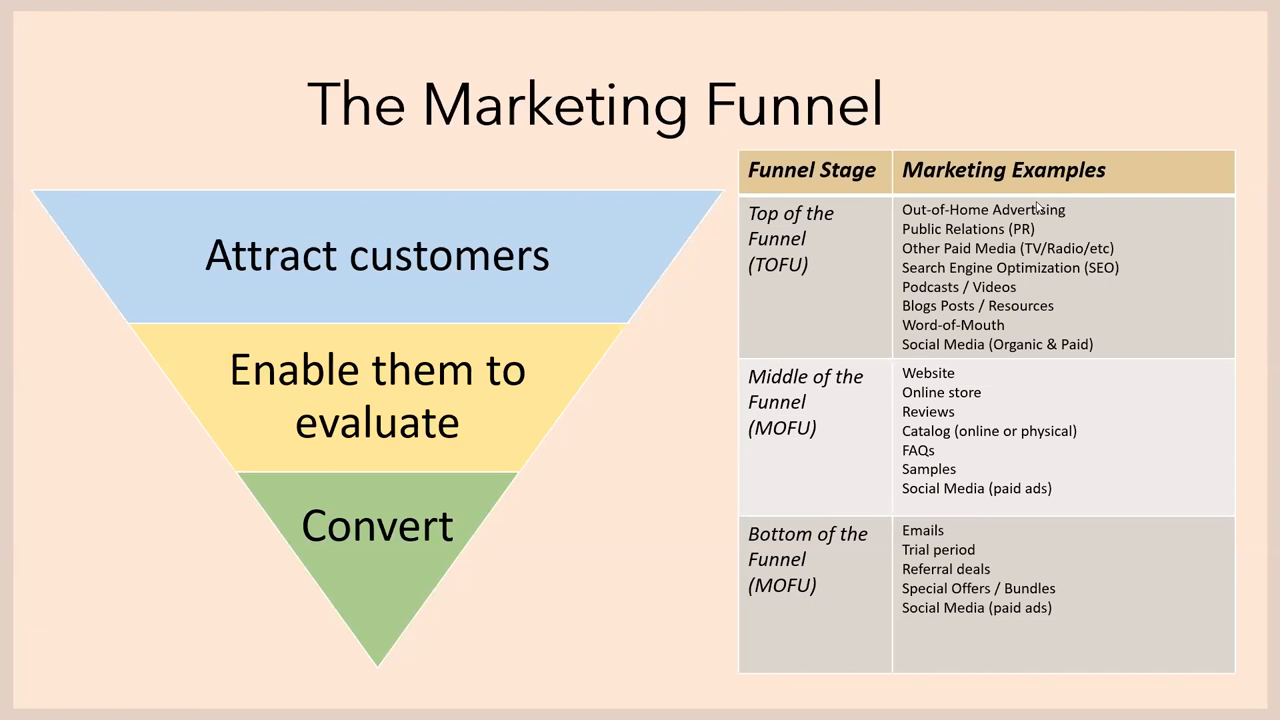 The Marketing Funnel
Attract customers
Enable them to
evaluate
Convert
Funnel Stage
Marketing Examples
Top of the
Funnel
(TOFU)
Out-of-Home Advertising
Public Relations (PR)
Other Paid Media (TV/Radio/etc)
Search Engine Optimization (SEO)
Podcasts / Videos
Blogs Posts / Resources
Word-of-Mouth
Social Media (Organic & Paid)
Middle of the
Funnel
(MOFU)
Website
Online store
Reviews
Catalog (online or physical)
FAQs
Samples
Social Media (paid ads)
Bottom of the
Funnel
(MOFU)
Emails
Trial period
Referral deals
Special Offers / Bundles
Social Media (paid ads)